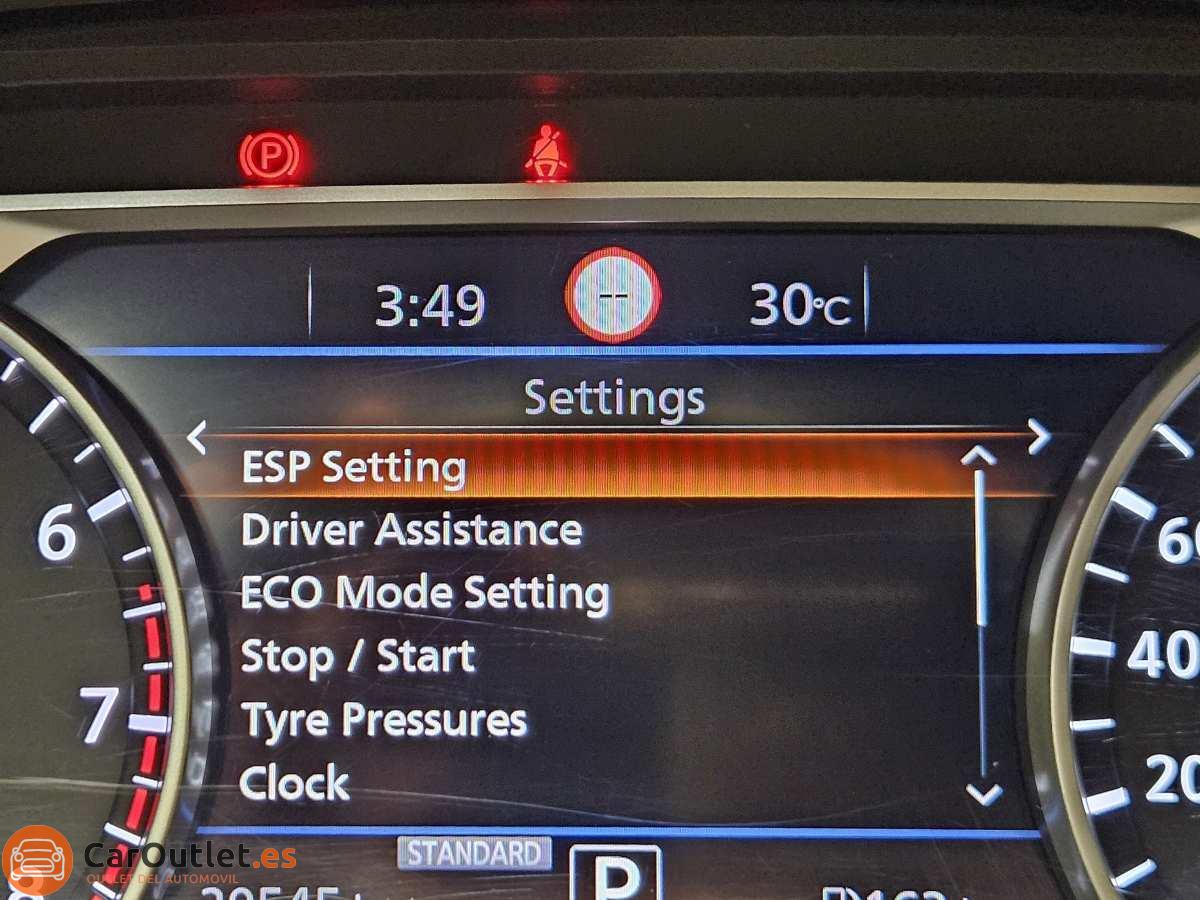 P
3:49 -- 30°C
Settings
ESP Setting
Driver Assistance
ECO Mode Setting
Stop / Start
Tyre Pressures
Clock
6
7
60
40
20
STANDARD
P
CarOutlet.es
OUTLET DEL AUTOMOVIL